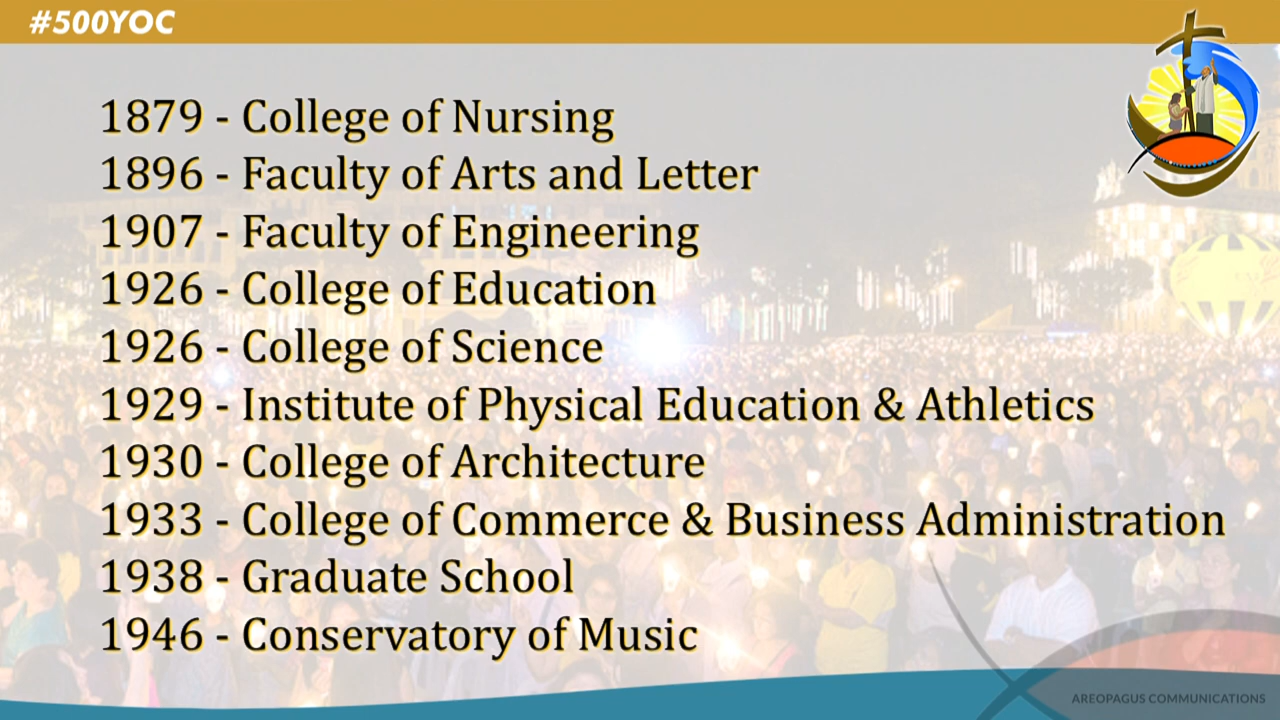 #500YOC
1879 - College of Nursing
1896 - Faculty of Arts and Letter
1907 - Faculty of Engineering
1926 - College of Education
1926 - College of Science
1929 - Institute of Physical Education & Athletics
1930 - College of Architecture
1933 - College of Commerce & Business Administration
1938 - Graduate School
1946 - Conservatory of Music
AREOPAGUS COMMUNICATIONS